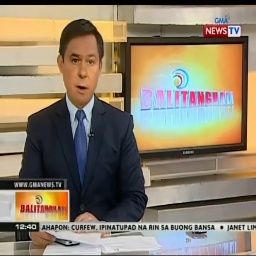 GMA
NEWS TV
BALITANGHALI
WWW.GMANEWS.TV
BALITANGHALI
12:40 AHAPON: CURFEW, IPINATUPAD NA RIN SA BUONG BANSA • JANET LIM